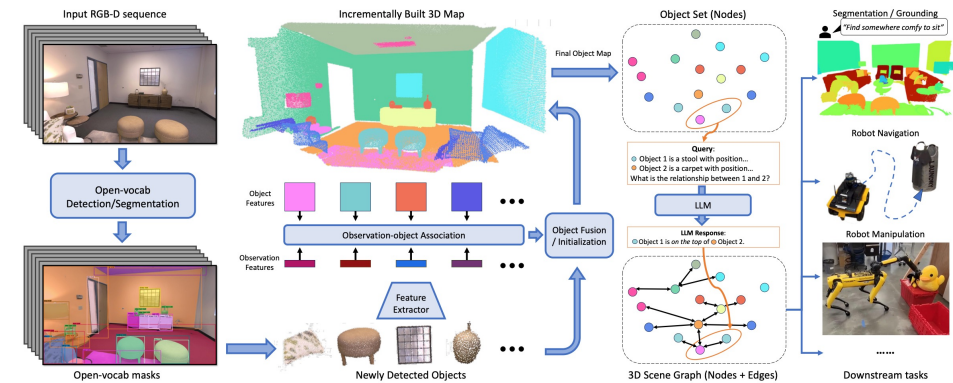 Input RGB-D sequence
Open-vocab
Detection/Segmentation
Open-vocab masks
Incrementally Built 3D Map
Object
Features
Observation-object Association
Observation
Features
Feature
Extractor
Newly Detected Objects
Object Fusion
/ Initialization
Final Object Map
Object Set (Nodes)
Query:
Object 1 is a stool with position...
Object 2 is a carpet with position...
What is the relationship between 1 and 2?
LLM
LLM Response:
Object 1 is on the top of Object 2.
3D Scene Graph (Nodes + Edges)
Segmentation / Grounding
"Find somewhere comfy to sit"
Robot Navigation
LAUNDRY
Robot Manipulation
......
Downstream tasks